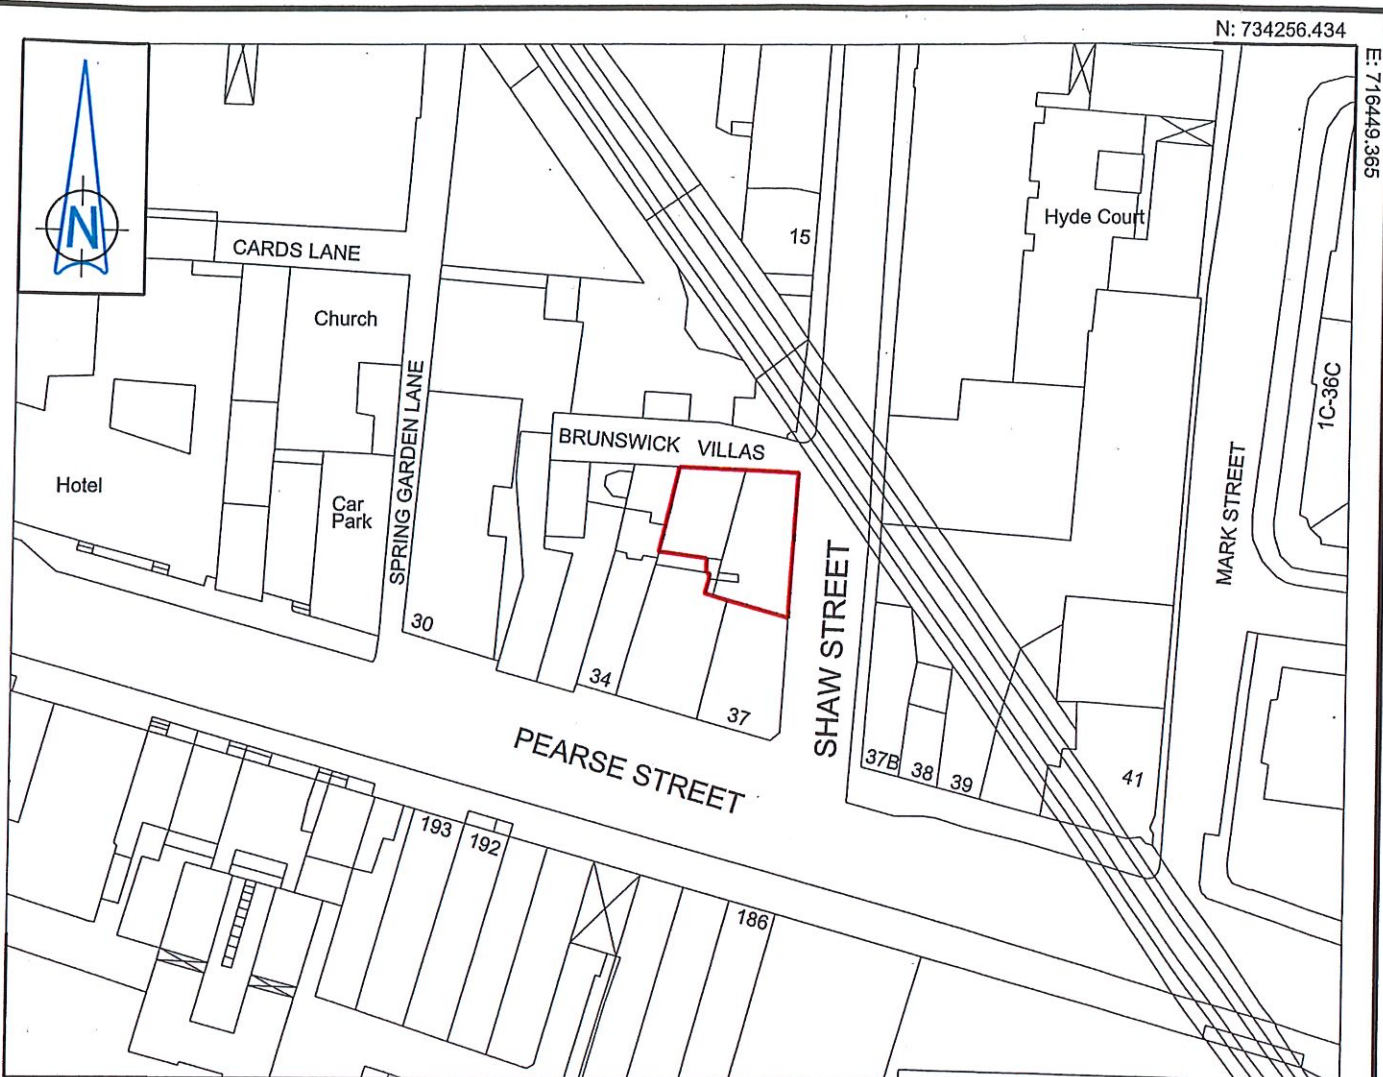 N: 734256.434
E: 716449.365
N
CARDS LANE
15
Hyde Court
Church
1C-36C
SPRING GARDEN LANE
BRUNSWICK VILLAS
Hotel
Car
Park
MARK STREET
SHAW STREET
30
34
37
PEARSE STREET
37B
38
39
41
193
192
186